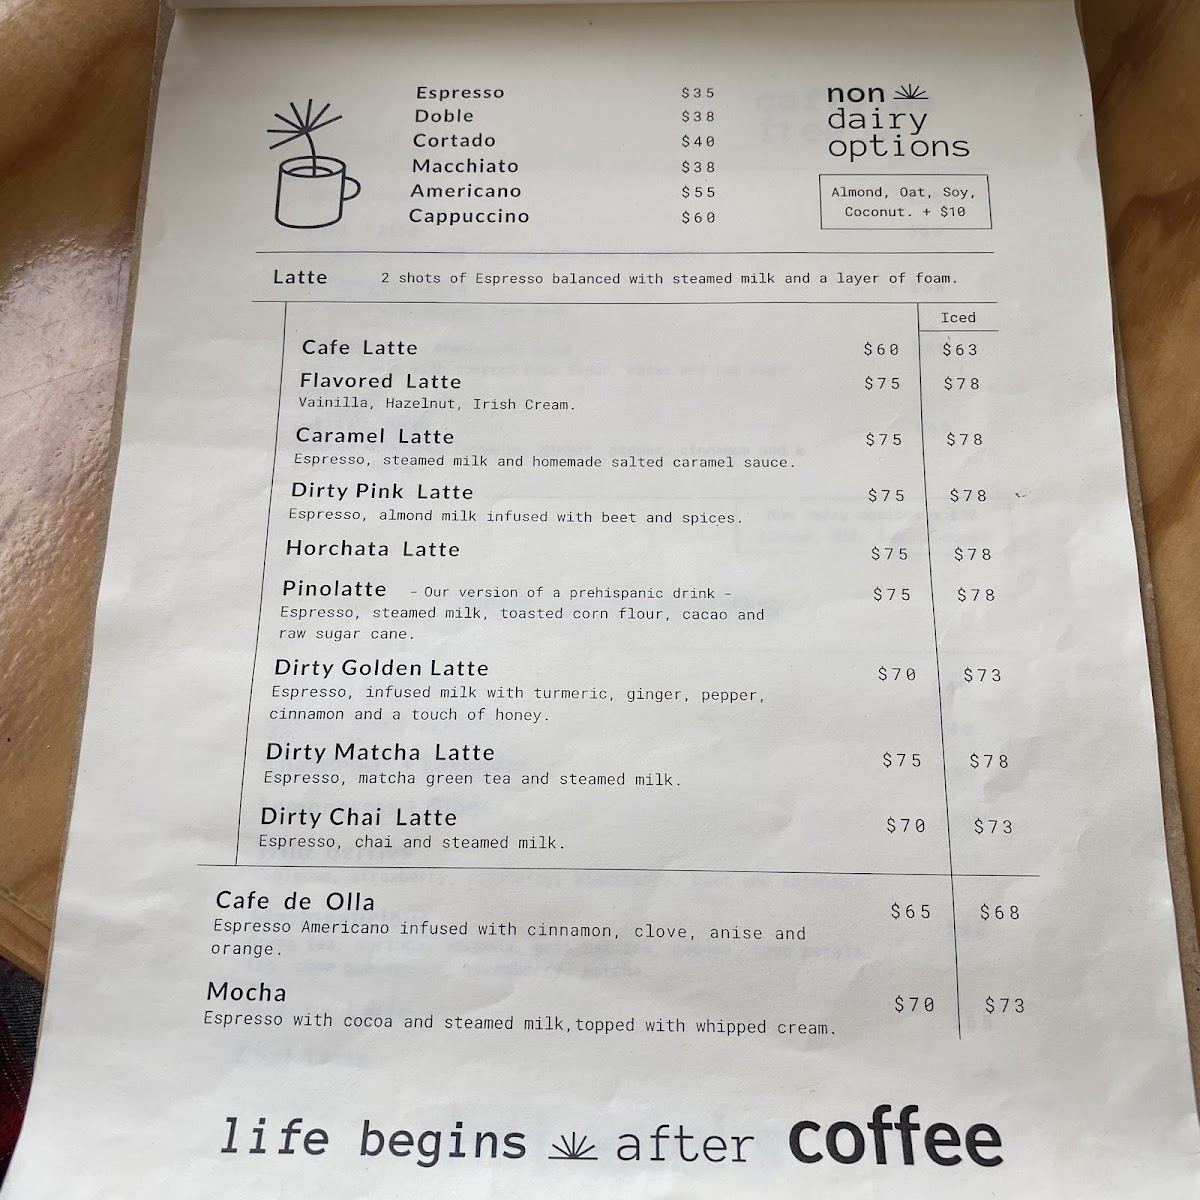 Espresso $35
Doble $38
Cortado $40
Macchiato $38
Americano $55
Cappuccino $60
non
dairy
options
Almond, Oat, Soy,
Coconut. + $10
Latte 2 shots of Espresso balanced with steamed milk and a layer of foam.
Iced
Cafe Latte $60 $63
Flavored Latte $75 $78
Vainilla, Hazelnut, Irish Cream.
Caramel Latte $75 $78
Espresso, steamed milk and homemade salted caramel sauce.
Dirty Pink Latte $75 $78
Espresso, almond milk infused with beet and spices.
Horchata Latte $75 $78
Pinolatte – Our version of a prehispanic drink – $75 $78
Espresso, steamed milk, toasted corn flour, cacao and
raw sugar cane.
Dirty Golden Latte $70 $73
Espresso, infused milk with turmeric, ginger, pepper,
cinnamon and a touch of honey.
Dirty Matcha Latte $75 $78
Espresso, matcha green tea and steamed milk.
Dirty Chai Latte $70 $73
Espresso, chai and steamed milk.
Cafe de Olla $65 $68
Espresso Americano infused with cinnamon, clove, anise and
orange.
Mocha $70 $73
Espresso with cocoa and steamed milk,topped with whipped cream.
life begins after coffee